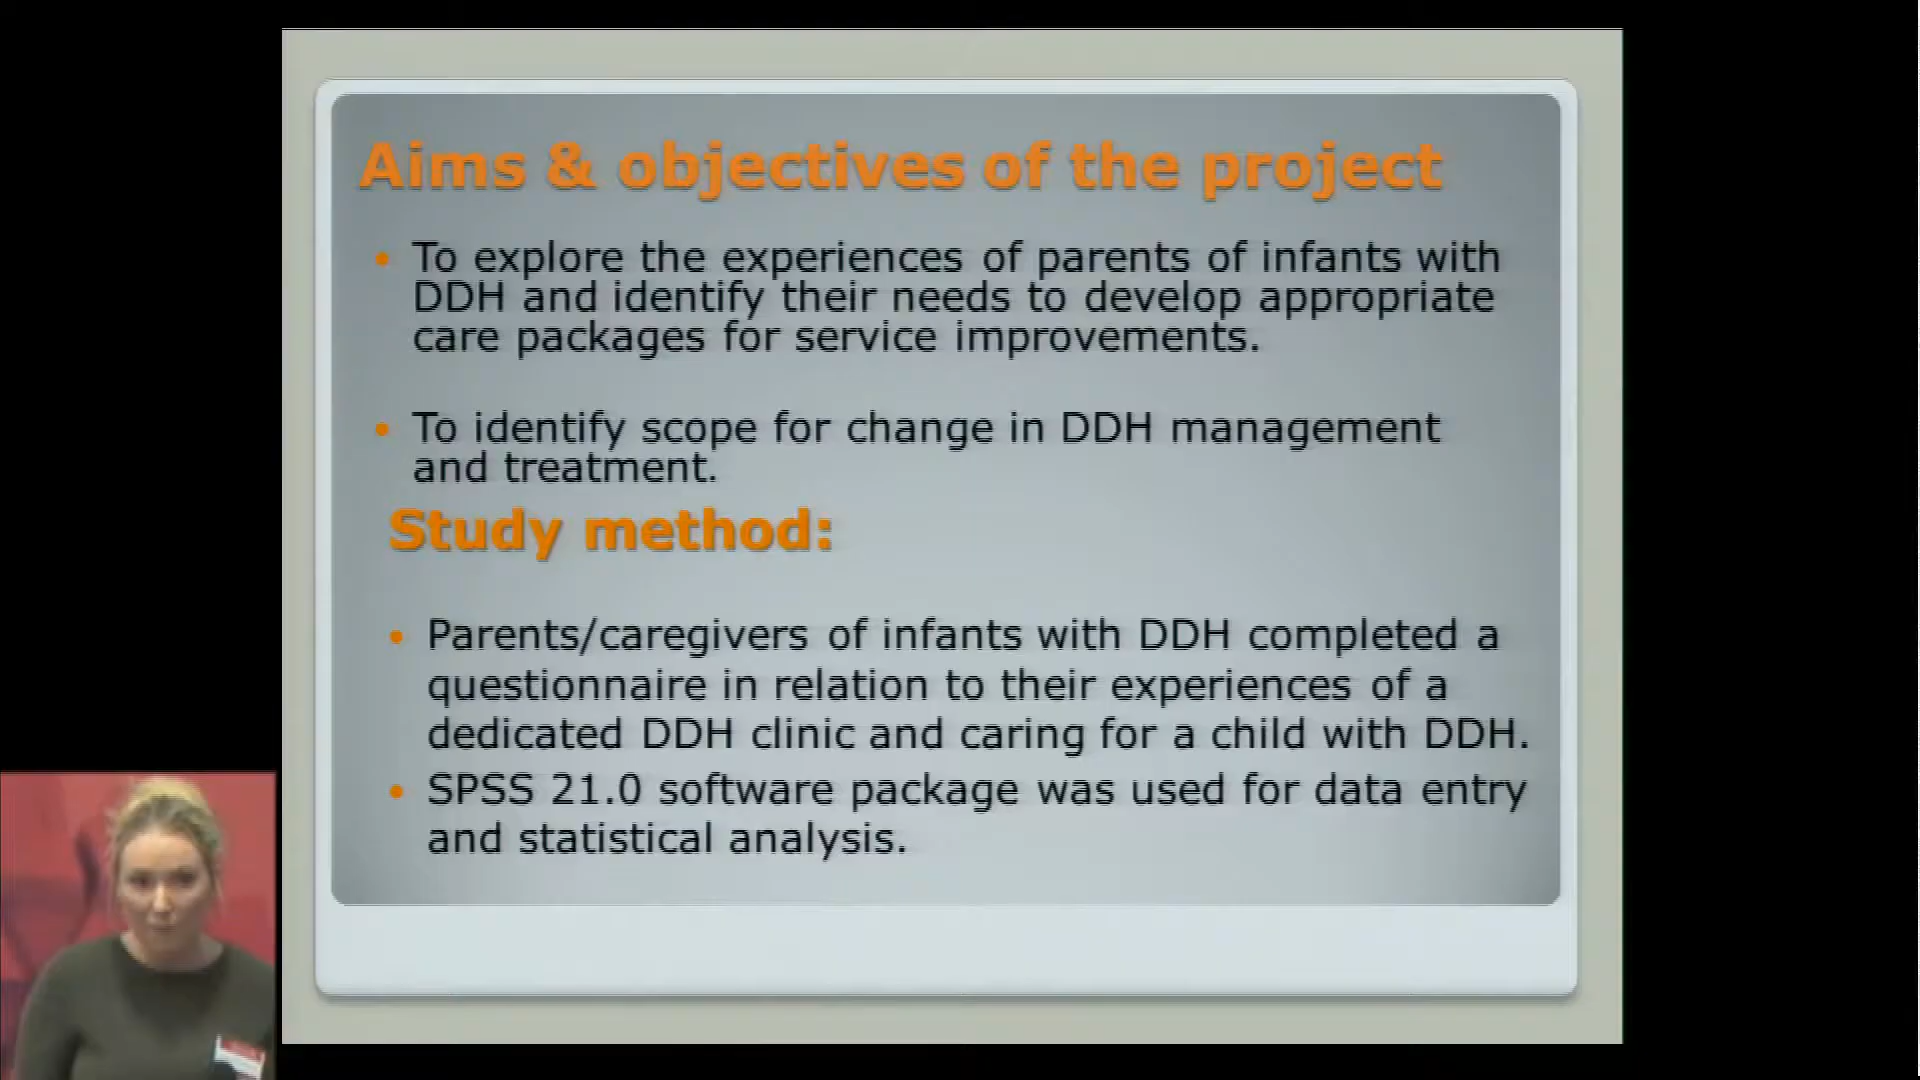 Aims & objectives of the project
• To explore the experiences of parents of infants with
DDH and identify their needs to develop appropriate
care packages for service improvements.
• To identify scope for change in DDH management
and treatment.
Study method:
• Parents/caregivers of infants with DDH completed a
questionnaire in relation to their experiences of a
dedicated DDH clinic and caring for a child with DDH.
• SPSS 21.0 software package was used for data entry
and statistical analysis.